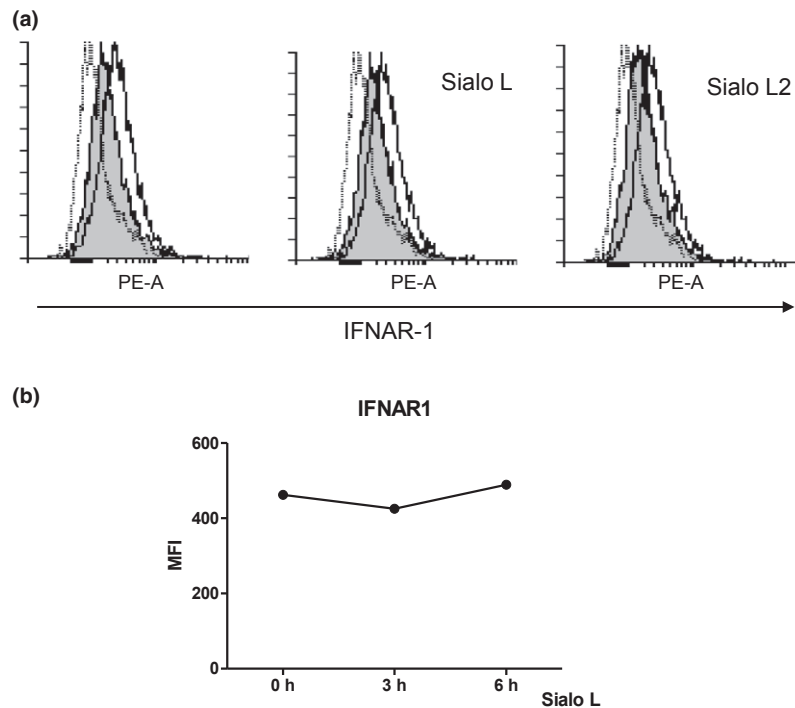 (a)
Sialo L
Sialo L2
PE-A
PE-A
PE-A
IFNAR-1
(b)
IFNAR1
600
400
200
0
MFI
0 h
3 h
6 h
Sialo L